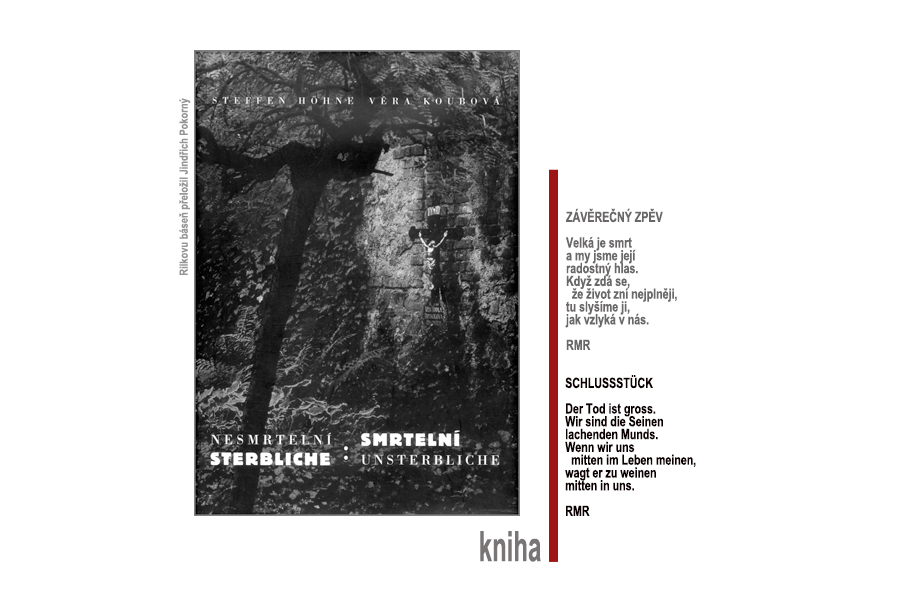 Rilkovu báseň přeložil Jindřich Pokorný
STEFFEN HÖHNE VĚRA KOUBOVÁ
NESMRTELNÍ : SMRTELNÍ
STERBLICHE UNSTERBLICHE
kniha
ZÁVĚREČNÝ ZPĚV
Velká je smrt
a my jsme její
radostný hlas.
Když zdá se,
že život zní nejplněji,
tu slyšíme ji,
jak vzlyká v nás.
RMR
SCHLUSSSTÜCK
Der Tod ist gross.
Wir sind die Seinen
lachenden Munds.
Wenn wir uns
mitten im Leben meinen,
wagt er zu weinen
mitten in uns.
RMR